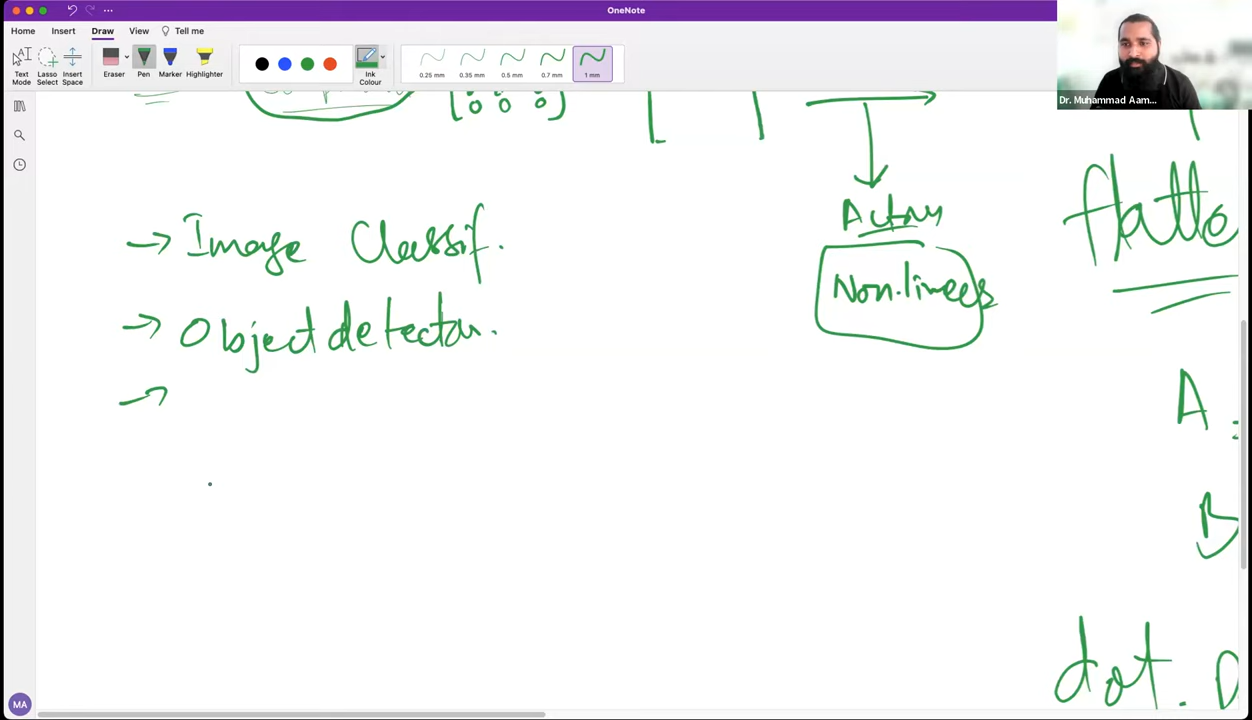 OneNote
Home Insert Draw View Tell me
Text Mode Lasso Select Insert Space Eraser Pen Marker Highlighter Ink Colour 0.25 mm 0.35 mm 0.5 mm 0.7 mm 1 mm
Dr. Muhammad Aam...
→ Image Classif.
→ Object detection.
→
Non-linear
flatte
A :
B
dot. D
MA